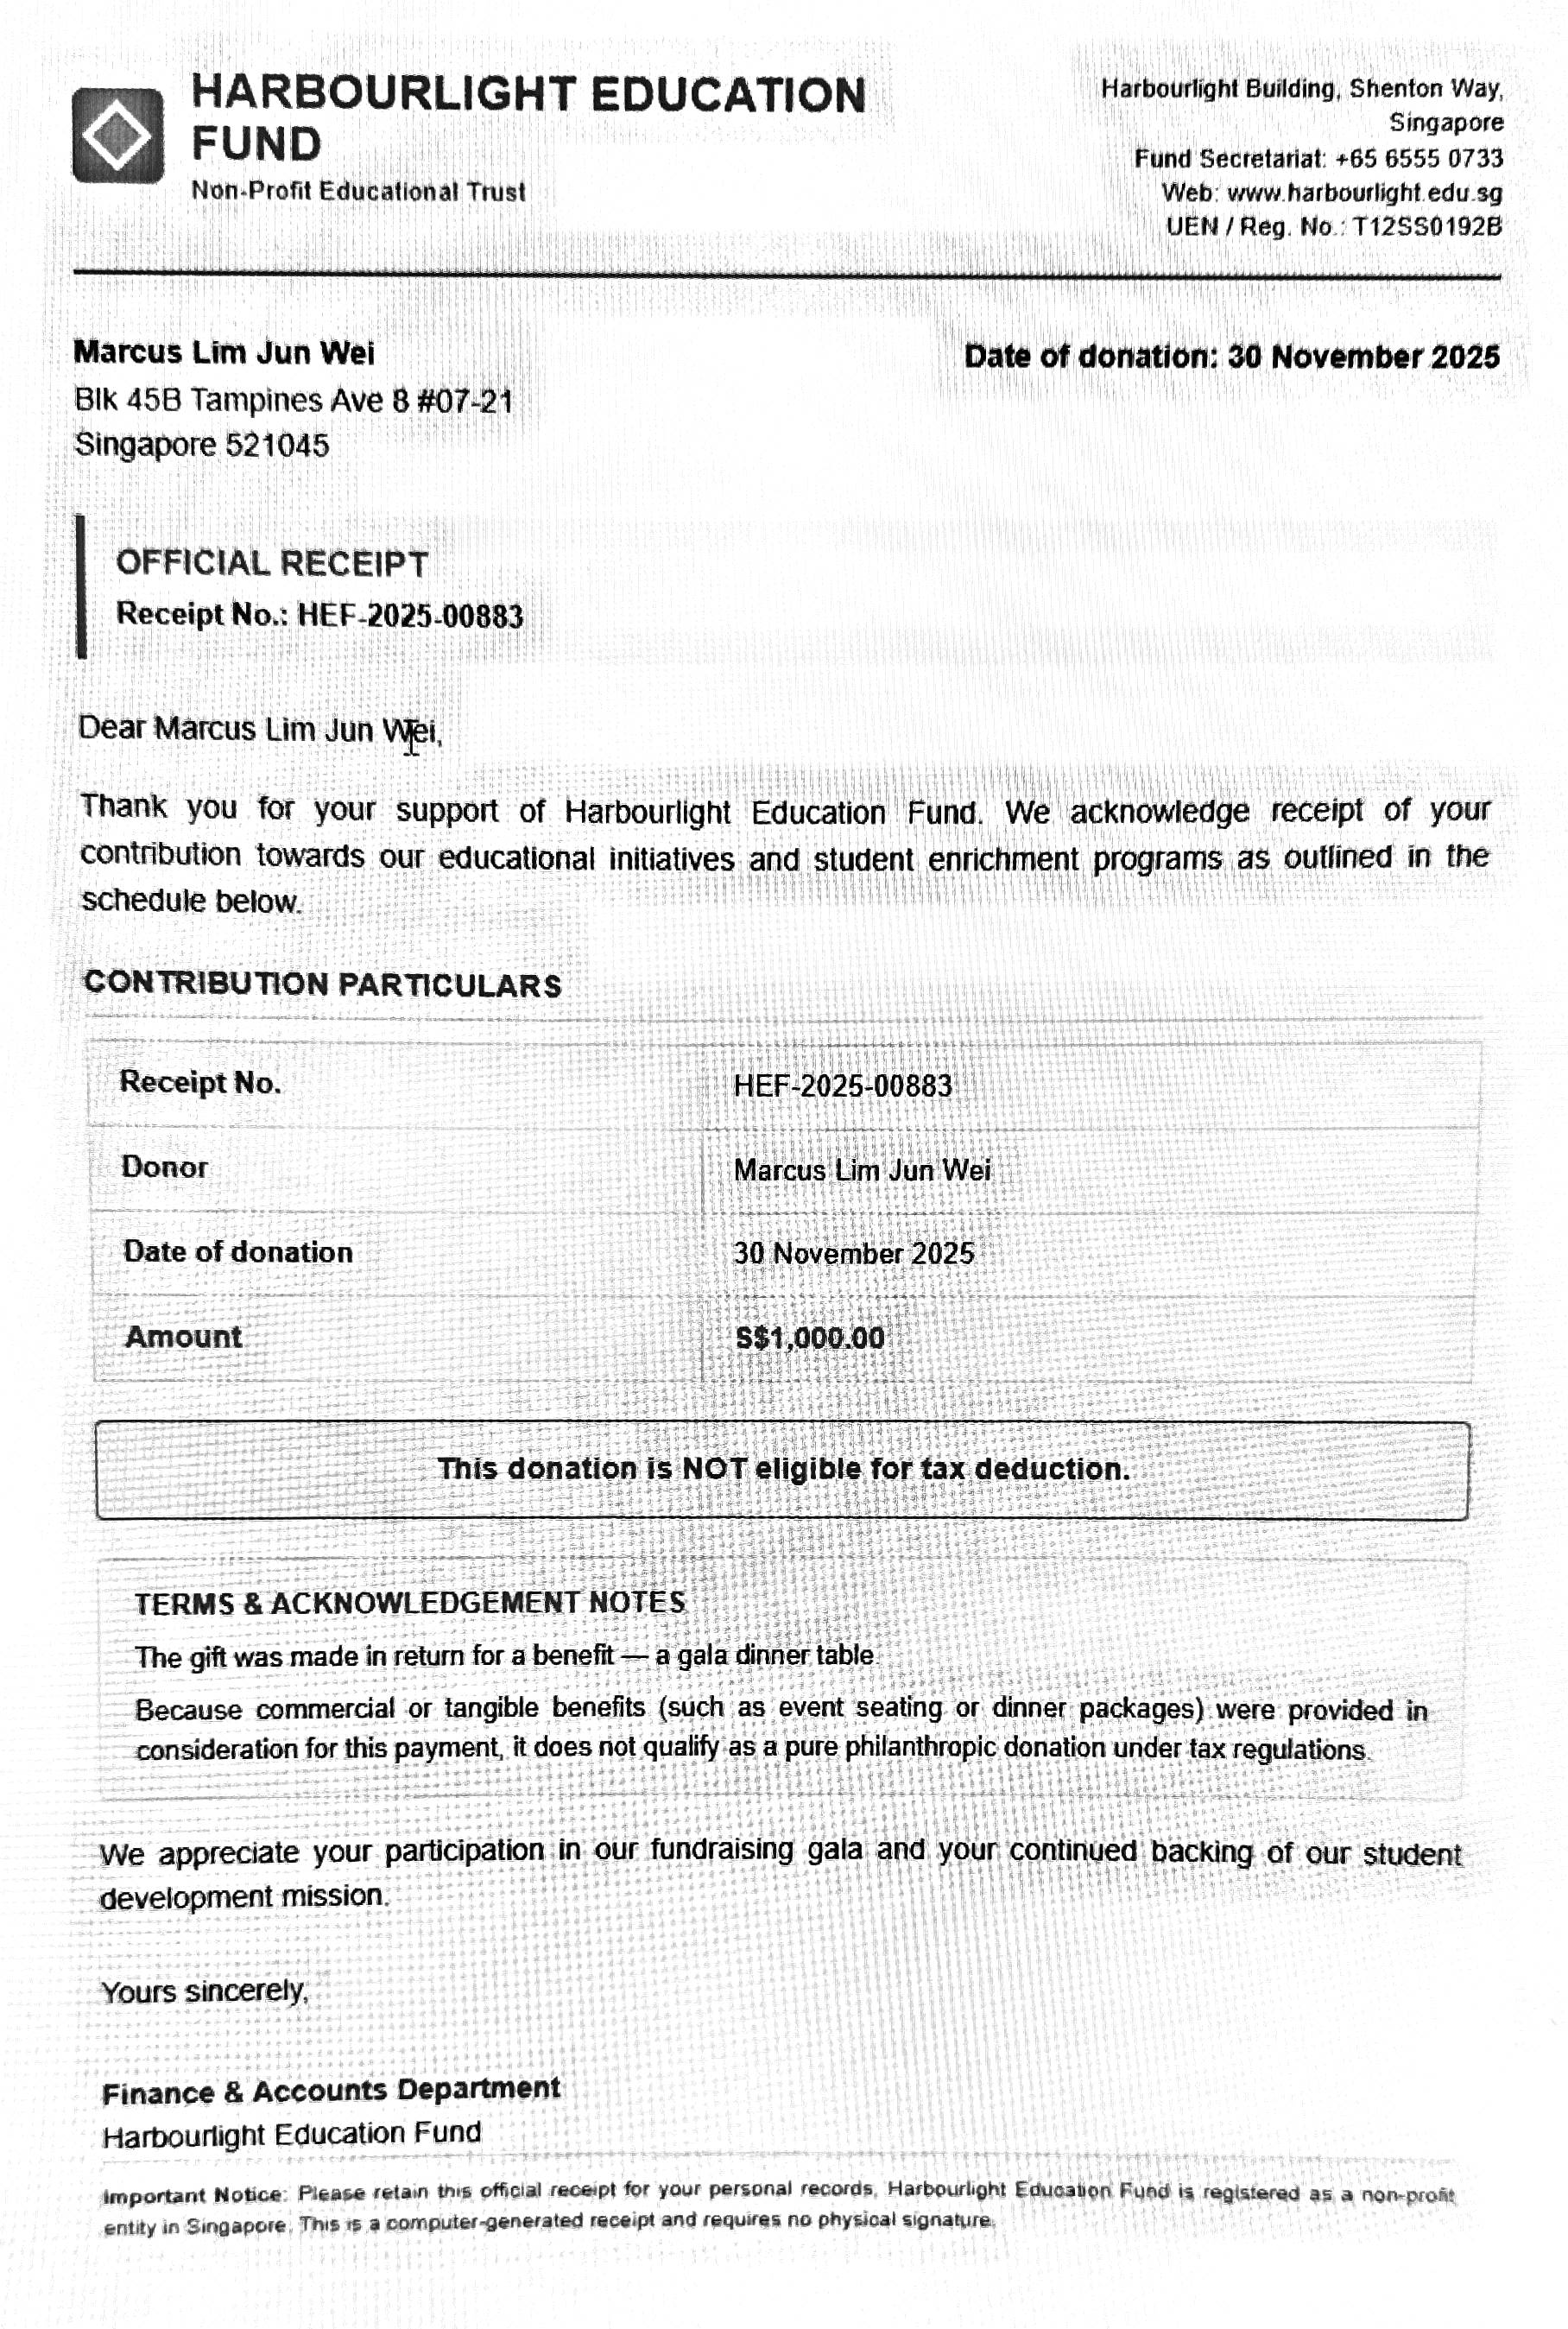 HARBOURLIGHT EDUCATION
FUND
Non-Profit Educational Trust
Harbourlight Building, Shenton Way,
Singapore
Fund Secretariat: +65 6555 0733
Web: www.harbourlight.edu.sg
UEN / Reg. No.: T12SS0192B
Marcus Lim Jun Wei
Blk 45B Tampines Ave 8 #07-21
Singapore 521045
Date of donation: 30 November 2025
OFFICIAL RECEIPT
Receipt No.: HEF-2025-00883
Dear Marcus Lim Jun Wei,
Thank you for your support of Harbourlight Education Fund. We acknowledge receipt of your
contribution towards our educational initiatives and student enrichment programs as outlined in the
schedule below.
CONTRIBUTION PARTICULARS
Receipt No. HEF-2025-00883
Donor Marcus Lim Jun Wei
Date of donation 30 November 2025
Amount S$1,000.00
This donation is NOT eligible for tax deduction.
TERMS & ACKNOWLEDGEMENT NOTES
The gift was made in return for a benefit — a gala dinner table.
Because commercial or tangible benefits (such as event seating or dinner packages) were provided in
consideration for this payment, it does not qualify as a pure philanthropic donation under tax regulations.
We appreciate your participation in our fundraising gala and your continued backing of our student
development mission.
Yours sincerely,
Finance & Accounts Department
Harbourlight Education Fund
Important Notice: Please retain this official receipt for your personal records. Harbourlight Education Fund is registered as a non-profit
entity in Singapore. This is a computer-generated receipt and requires no physical signature.